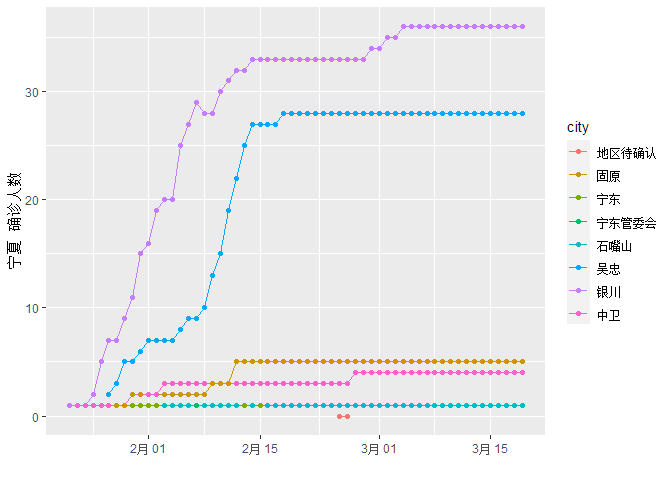 宁夏 确诊人数
30
20
10
0
2月 01
2月 15
3月 01
3月 15
city
地区待确认
固原
宁东
宁东管委会
石嘴山
吴忠
银川
中卫